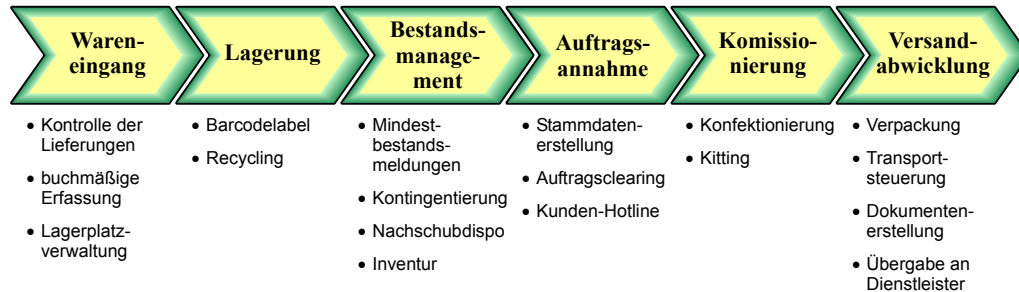 Waren-
eingang
Lagerung
Bestands-
manage-
ment
Auftrags-
annahme
Komissio-
nierung
Versand-
abwicklung
• Kontrolle der
Lieferungen
• buchmäßige
Erfassung
• Lagerplatz-
verwaltung
• Barcodelabel
• Recycling
• Mindest-
bestands-
meldungen
• Kontingentierung
• Nachschubdispo
• Inventur
• Stammdaten-
erstellung
• Auftragsclearing
• Kunden-Hotline
• Konfektionierung
• Kitting
• Verpackung
• Transport-
steuerung
• Dokumenten-
erstellung
• Übergabe an
Dienstleister